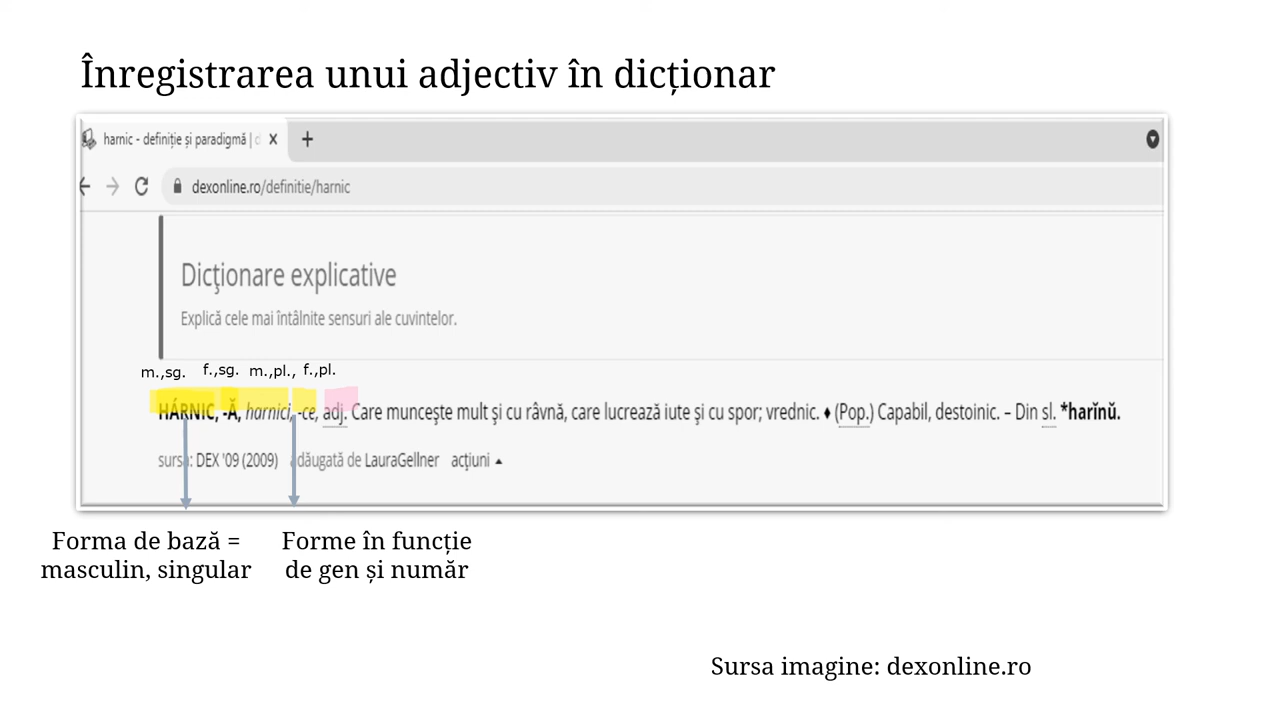 Înregistrarea unui adjectiv în dicționar
harnic - definiție și paradigmă | d
dexonline.ro/definitie/harnic
Dicționare explicative
Explică cele mai întâlnite sensuri ale cuvintelor.
m.,sg. f.,sg. m.,pl., f.,pl.
HÁRNIC, -Ă, harnici, -ce, adj. Care muncește mult și cu râvnă, care lucrează iute și cu spor; vrednic. ♦ (Pop.) Capabil, destoinic. – Din sl. *harĭnŭ.
sursa: DEX '09 (2009) adăugată de LauraGellner acțiuni
Forma de bază =
masculin, singular
Forme în funcție
de gen și număr
Sursa imagine: dexonline.ro